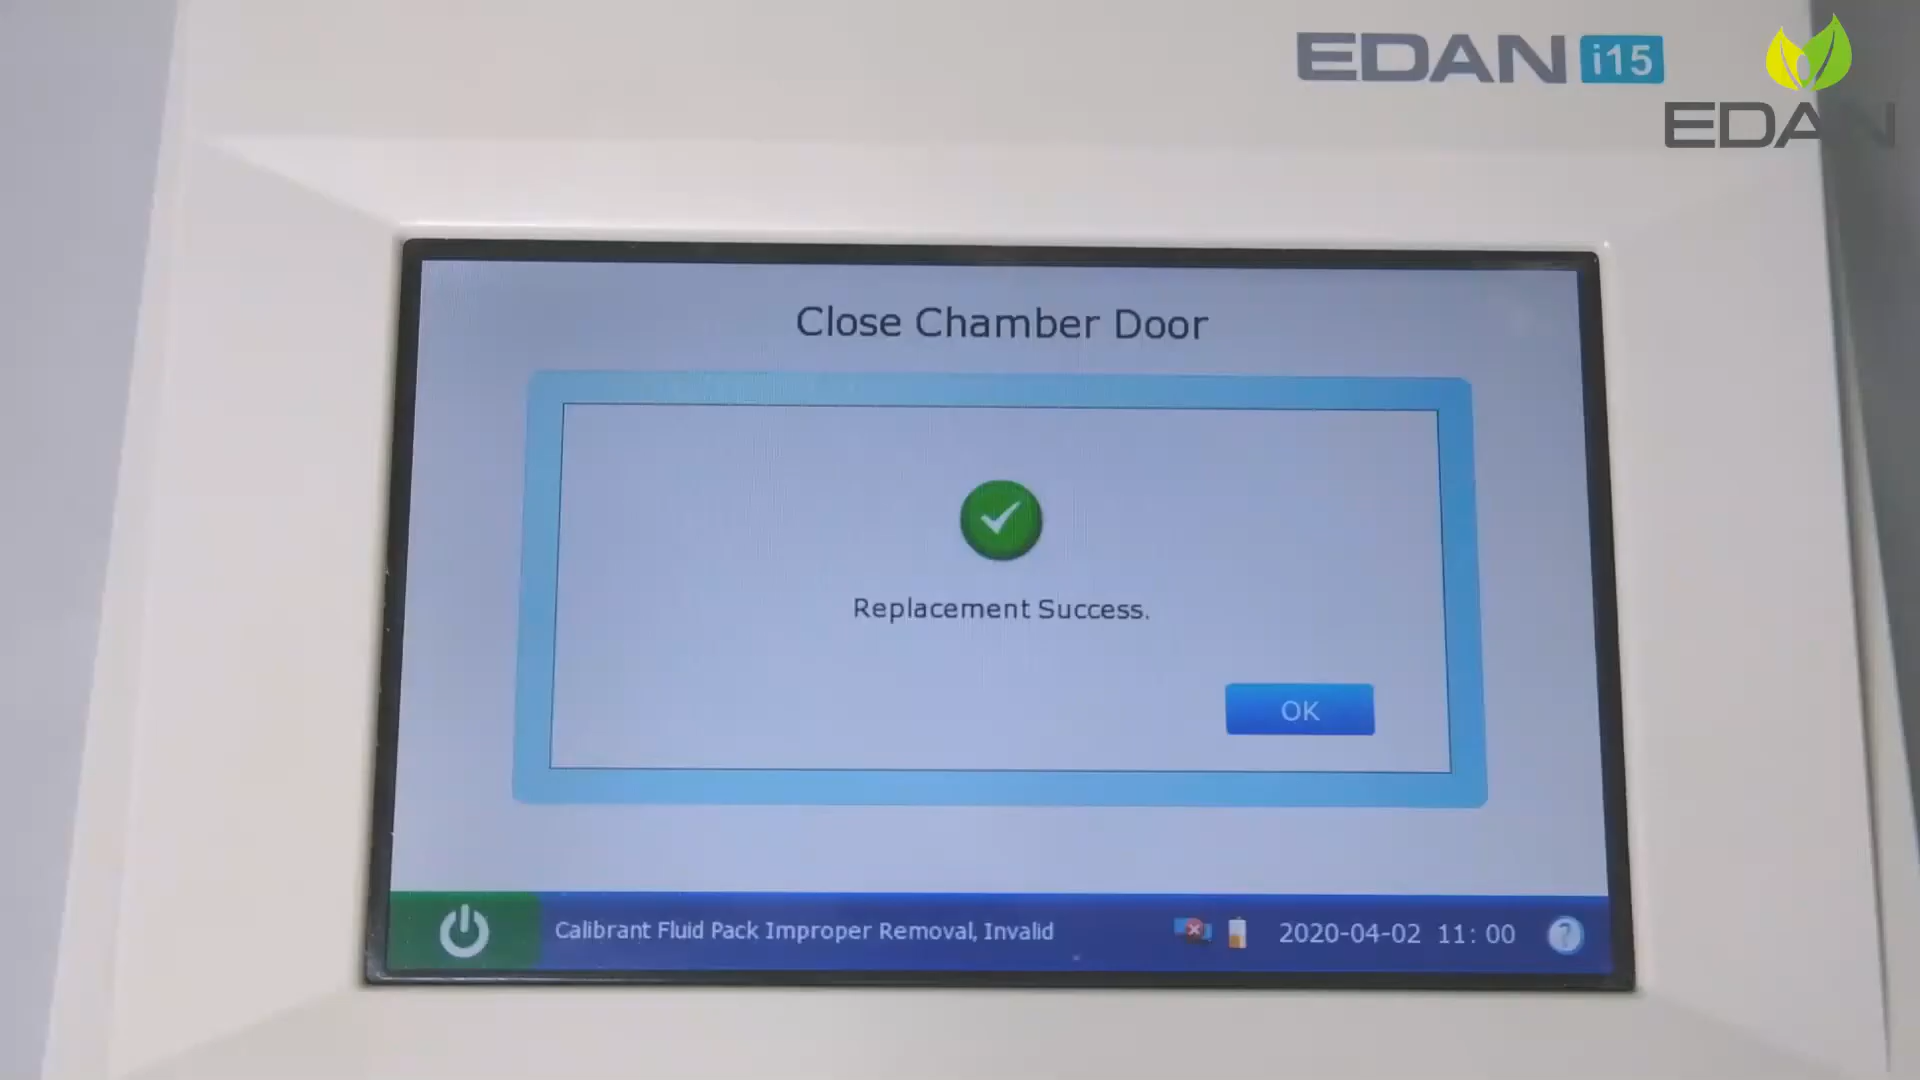 EDAN i15
EDAN
Close Chamber Door
Replacement Success.
OK
Calibrant Fluid Pack Improper Removal, Invalid
2020-04-02 11:00
?